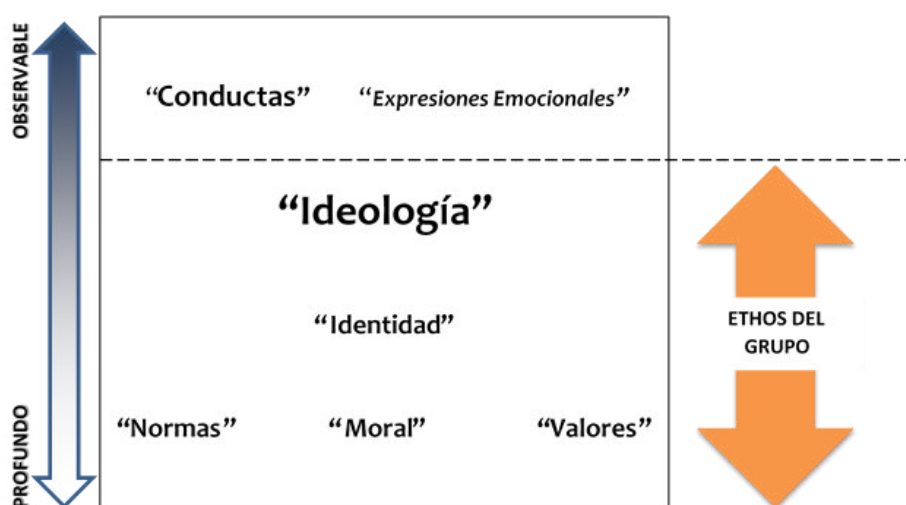 OBSERVABLE
“Conductas” “Expresiones Emocionales”
“Ideología”
“Identidad”
ETHOS DEL
GRUPO
PROFUNDO
“Normas” “Moral” “Valores”